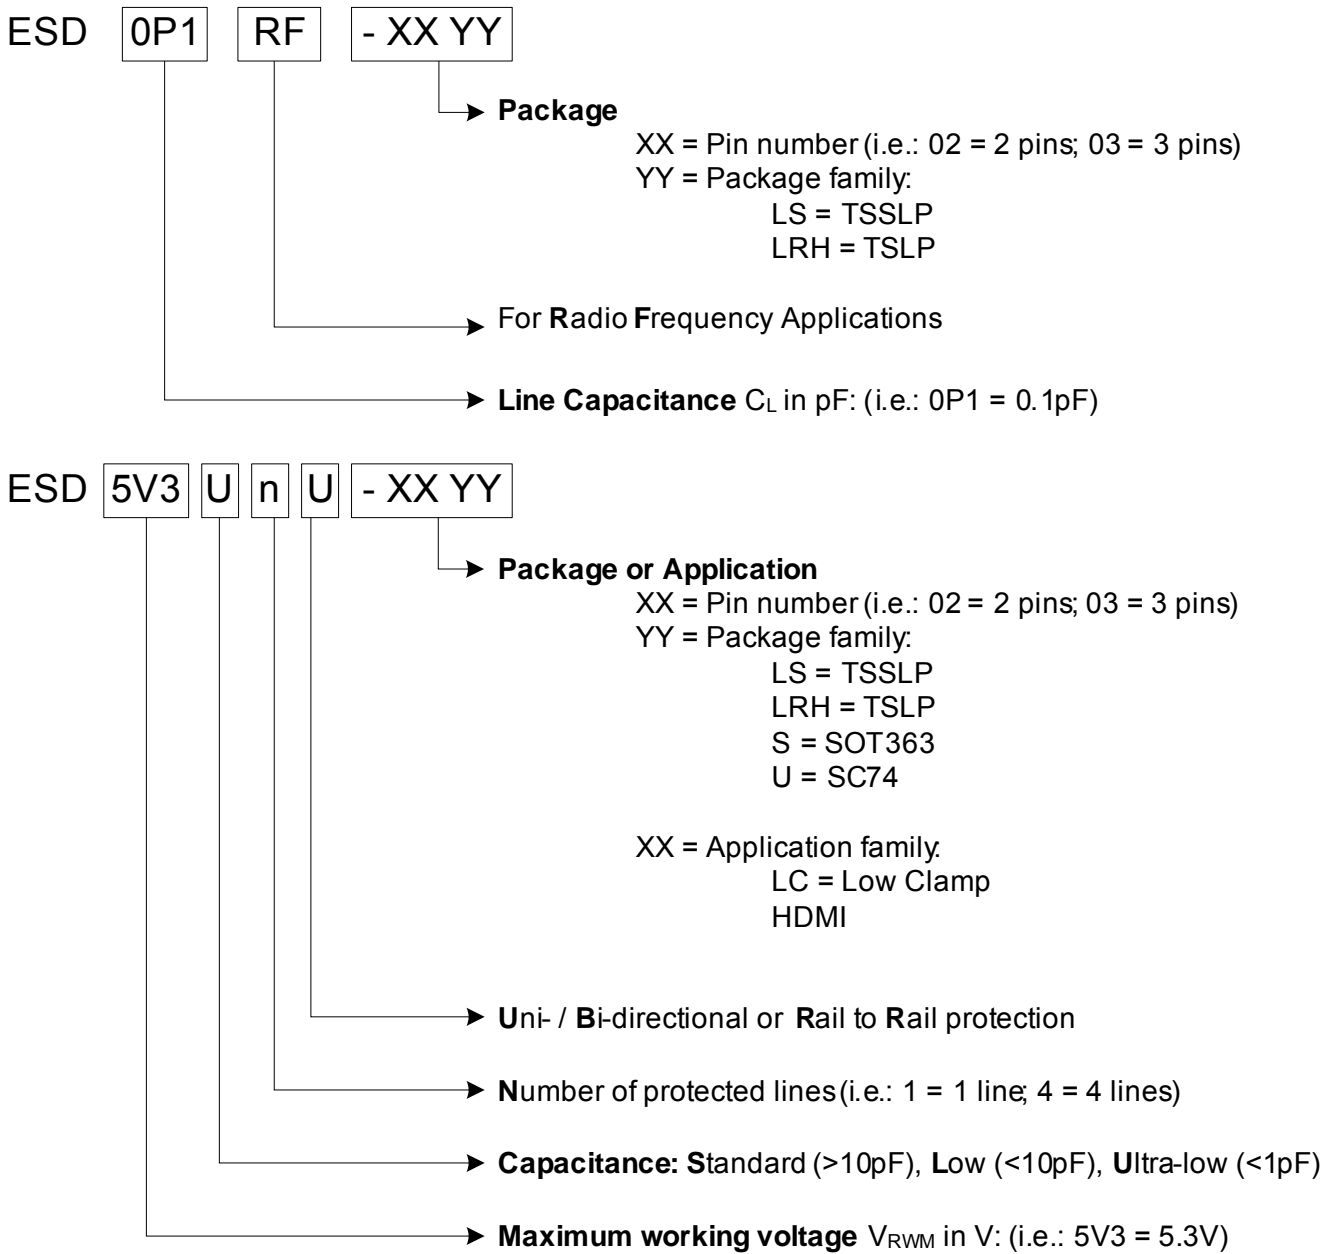 ESD 0P1 RF - XX YY
Package
XX = Pin number (i.e.: 02 = 2 pins; 03 = 3 pins)
YY = Package family:
LS = TSSLP
LRH = TSLP
For Radio Frequency Applications
Line Capacitance CL in pF: (i.e.: 0P1 = 0.1pF)
ESD 5V3 U n U - XX YY
Package or Application
XX = Pin number (i.e.: 02 = 2 pins; 03 = 3 pins)
YY = Package family:
LS = TSSLP
LRH = TSLP
S = SOT363
U = SC74
XX = Application family:
LC = Low Clamp
HDMI
Uni- / Bi-directional or Rail to Rail protection
Number of protected lines (i.e.: 1 = 1 line; 4 = 4 lines)
Capacitance: Standard (>10pF), Low (<10pF), Ultra-low (<1pF)
Maximum working voltage VRWM in V: (i.e.: 5V3 = 5.3V)